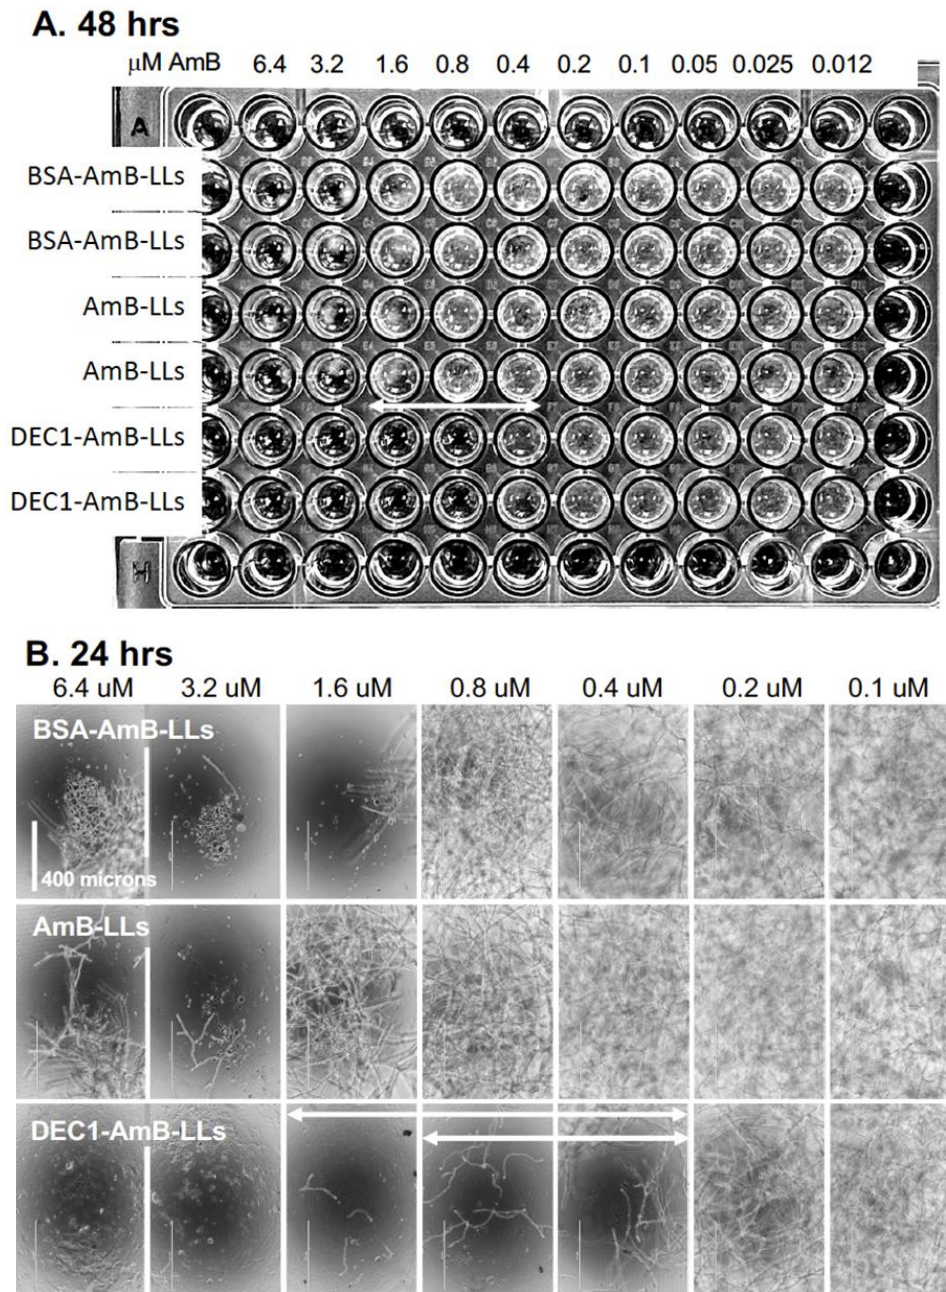 A. 48 hrs
μM AmB 6.4 3.2 1.6 0.8 0.4 0.2 0.1 0.05 0.025 0.012
A
BSA-AmB-LLs
BSA-AmB-LLs
AmB-LLs
AmB-LLs
DEC1-AmB-LLs
DEC1-AmB-LLs
H
B. 24 hrs
6.4 uM 3.2 uM 1.6 uM 0.8 uM 0.4 uM 0.2 uM 0.1 uM
BSA-AmB-LLs
400 microns
AmB-LLs
DEC1-AmB-LLs